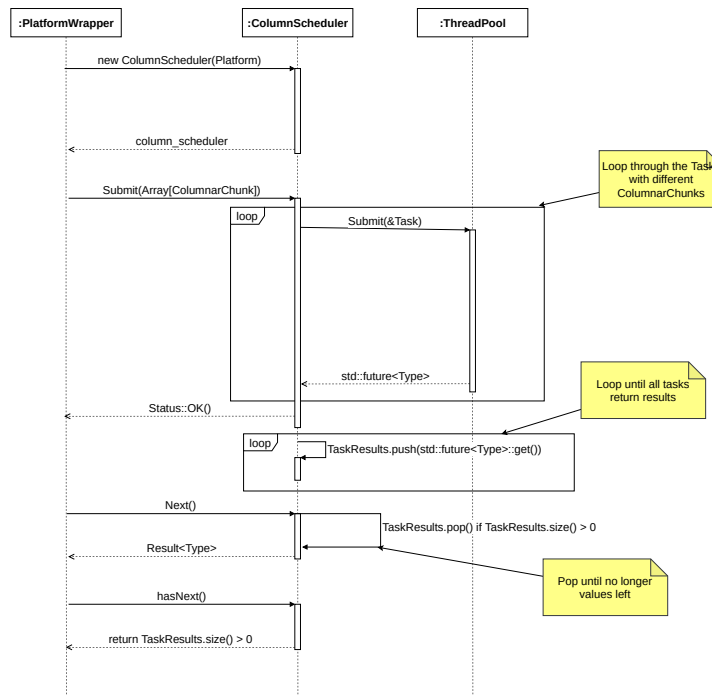 :PlatformWrapper
:ColumnScheduler
:ThreadPool
new ColumnScheduler(Platform)
column_scheduler
Loop through the Task
with different
ColumnarChunks
Submit(Array[ColumnarChunk])
loop
Submit(&Task)
std::future<Type>
Loop until all tasks
return results
Status::OK()
loop
TaskResults.push(std::future<Type>::get())
Next()
TaskResults.pop() if TaskResults.size() > 0
Result<Type>
Pop until no longer
values left
hasNext()
return TaskResults.size() > 0